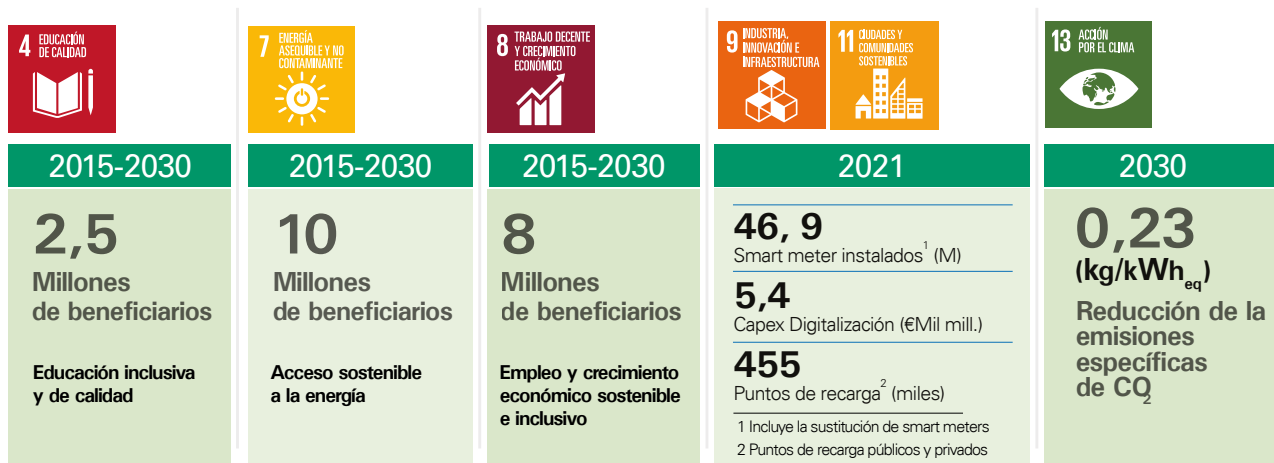 4 EDUCACIÓN
DE CALIDAD
2015-2030
2,5
Millones
de beneficiarios
Educación inclusiva
y de calidad
7 ENERGÍA
ASEQUIBLE Y NO
CONTAMINANTE
2015-2030
10
Millones
de beneficiarios
Acceso sostenible
a la energía
8 TRABAJO DECENTE
Y CRECIMIENTO
ECONÓMICO
2015-2030
8
Millones
de beneficiarios
Empleo y crecimiento
económico sostenible
e inclusivo
9 INDUSTRIA,
INNOVACIÓN E
INFRAESTRUCTURA
11 CIUDADES Y
COMUNIDADES
SOSTENIBLES
2021
46, 9
Smart meter instalados1 (M)
5,4
Capex Digitalización (€Mil mill.)
455
Puntos de recarga2 (miles)
1 Incluye la sustitución de smart meters
2 Puntos de recarga públicos y privados
13 ACCIÓN
POR EL CLIMA
2030
0,23
(kg/kWheq)
Reducción de la
emisiones
específicas
de CO2